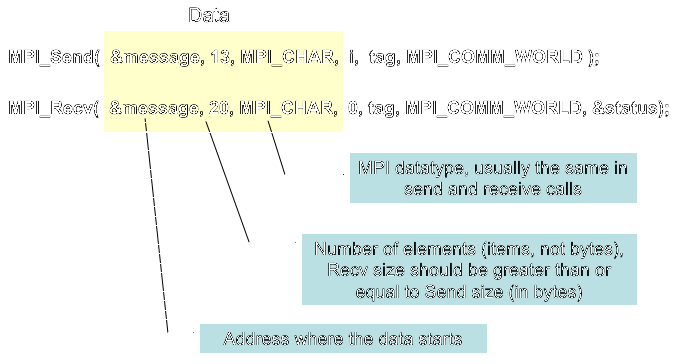 Data
MPI_Send( &message, 13, MPI_CHAR, i, tag, MPI_COMM_WORLD );
MPI_Recv( &message, 20, MPI_CHAR, 0, tag, MPI_COMM_WORLD, &status);
MPI datatype, usually the same in
send and receive calls
Number of elements (items, not bytes),
Recv size should be greater than or
equal to Send size (in bytes)
Address where the data starts